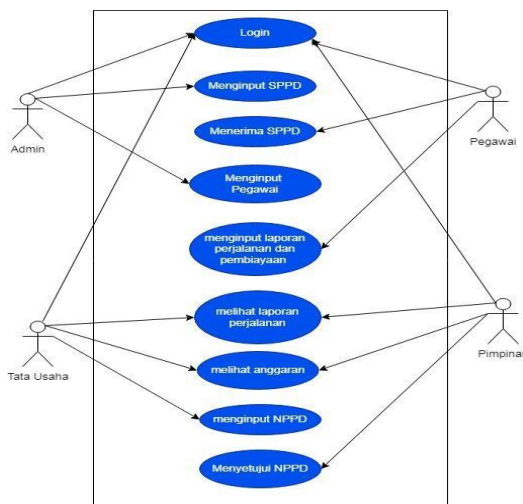 Login
Menginput SPPD
Menerima SPPD
Admin
Pegawai
Menginput
Pegawai
menginput laporan
perjalanan dan
pembiayaan
melihat laporan
perjalanan
Tata Usaha
Pimpinan
melihat anggaran
menginput NPPD
Menyetujui NPPD